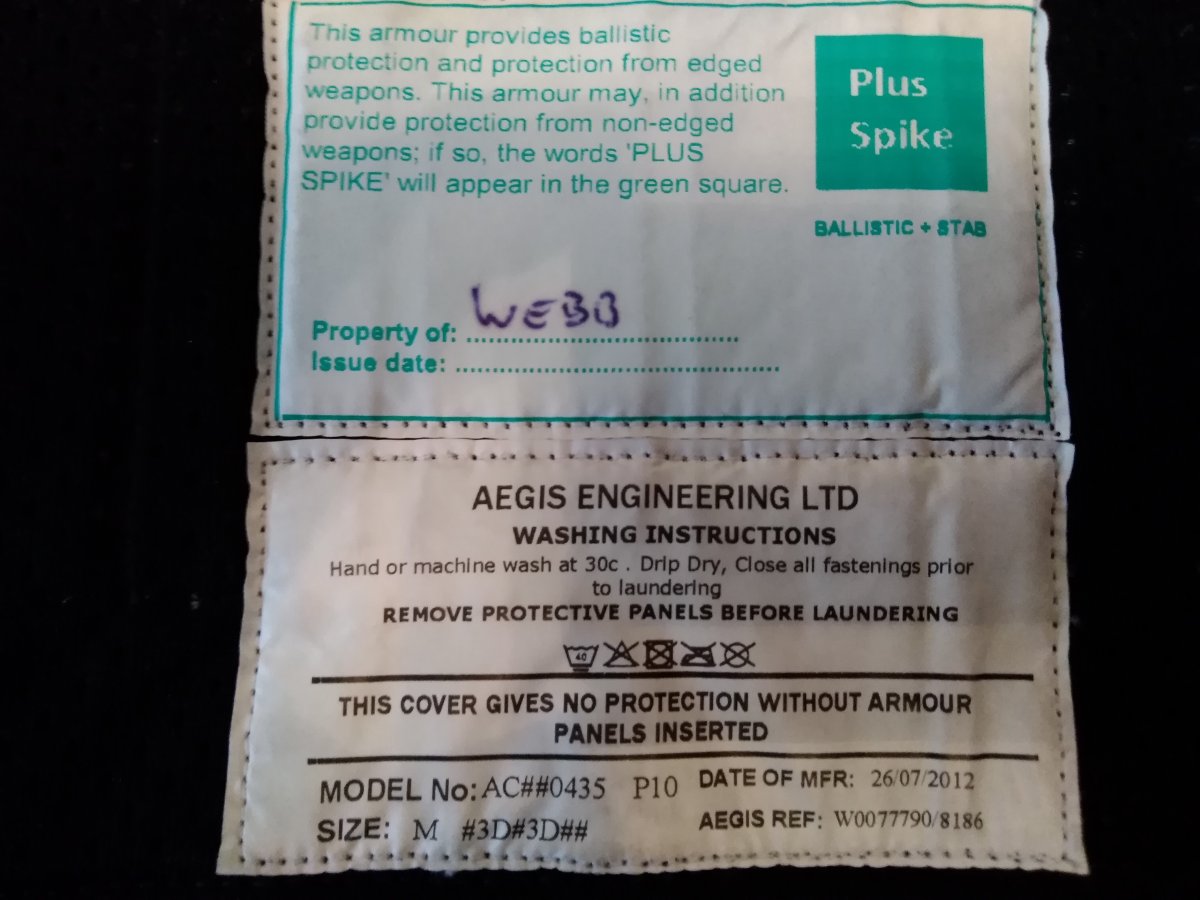 This armour provides ballistic
protection and protection from edged
weapons. This armour may, in addition
provide protection from non-edged
weapons; if so, the words 'PLUS
SPIKE' will appear in the green square.
Plus
Spike
BALLISTIC + STAB
Property of: WEBB
Issue date:
AEGIS ENGINEERING LTD
WASHING INSTRUCTIONS
Hand or machine wash at 30c . Drip Dry, Close all fastenings prior
to laundering
REMOVE PROTECTIVE PANELS BEFORE LAUNDERING
40
THIS COVER GIVES NO PROTECTION WITHOUT ARMOUR
PANELS INSERTED
MODEL No: AC##0435 P10 DATE OF MFR: 26/07/2012
SIZE: M #3D#3D## AEGIS REF: W0077790/8186